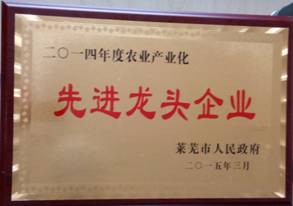 二〇一四年度农业产业化
先进龙头企业
莱芜市人民政府
二〇一五年三月